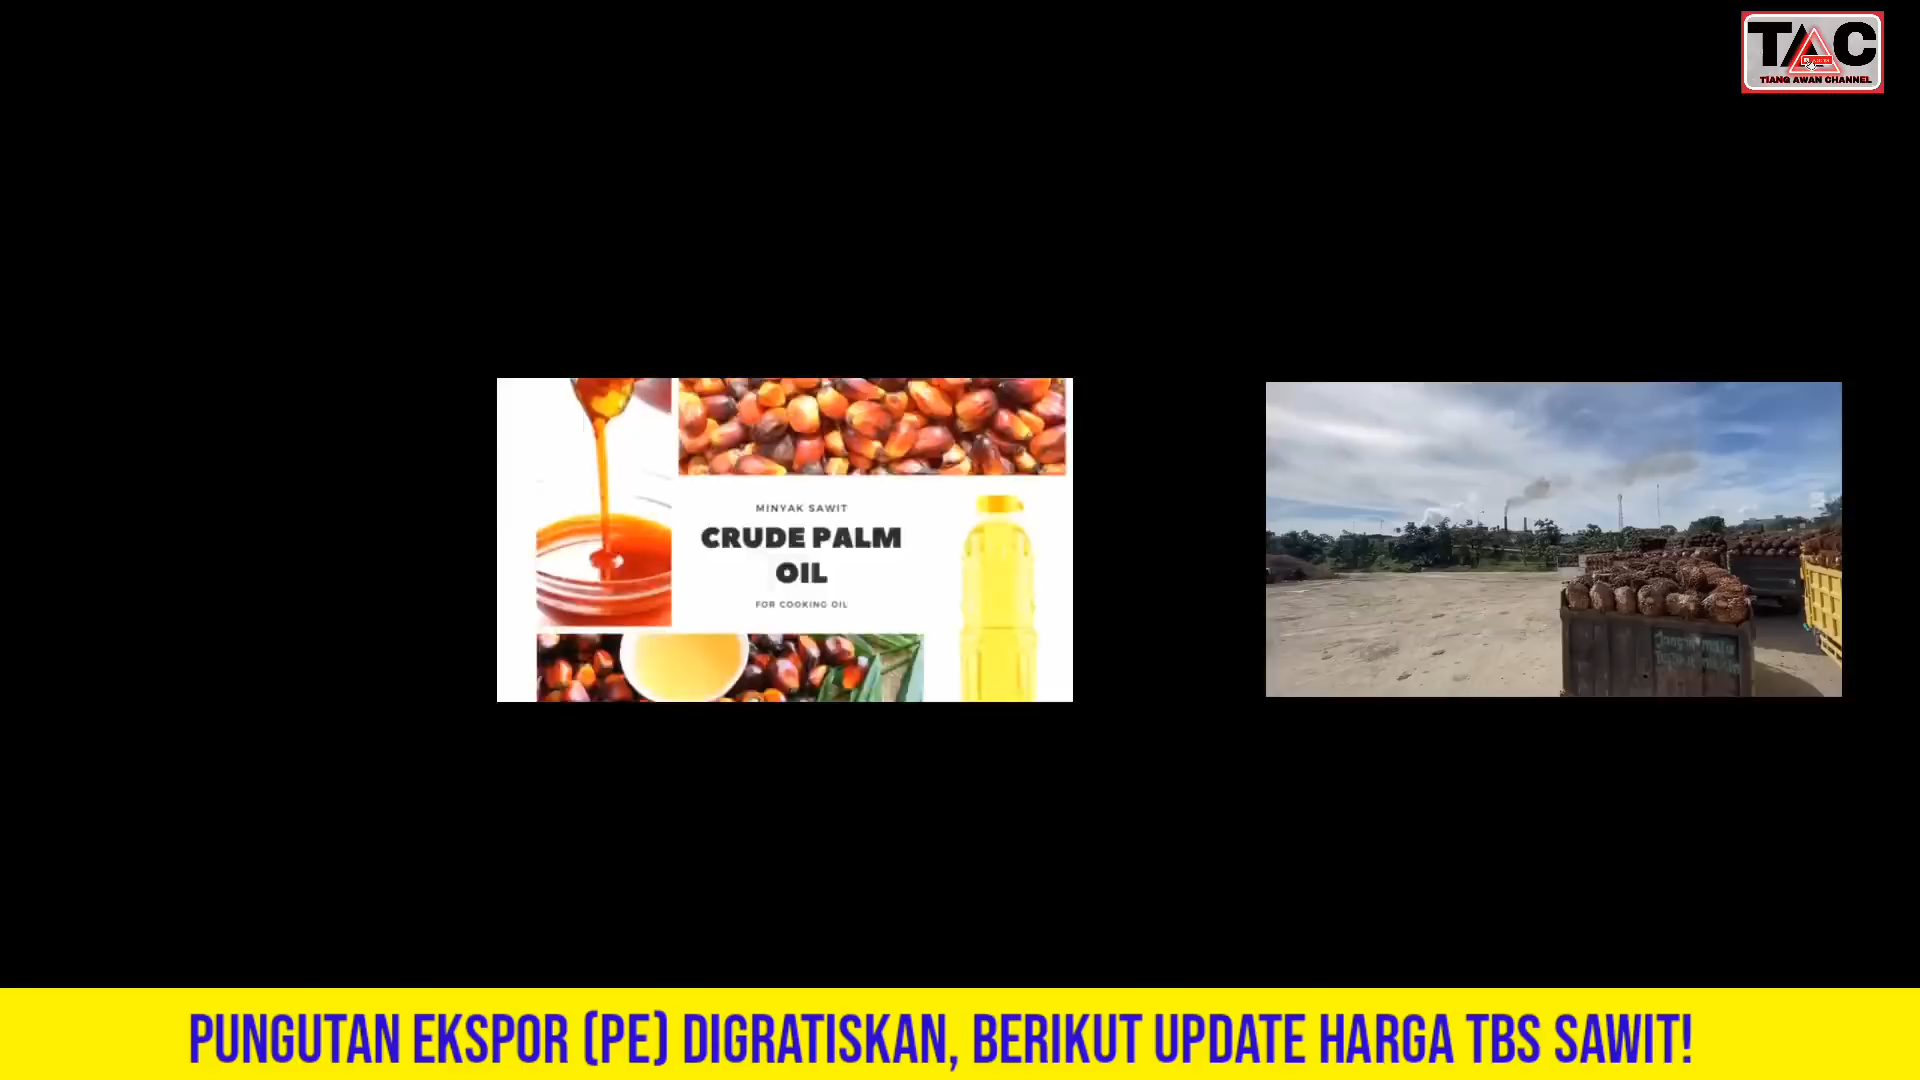 TAC
TIANG AWAN CHANNEL
MINYAK SAWIT
CRUDE PALM
OIL
FOR COOKING OIL
PUNGUTAN EKSPOR (PE) DIGRATISKAN, BERIKUT UPDATE HARGA TBS SAWIT!